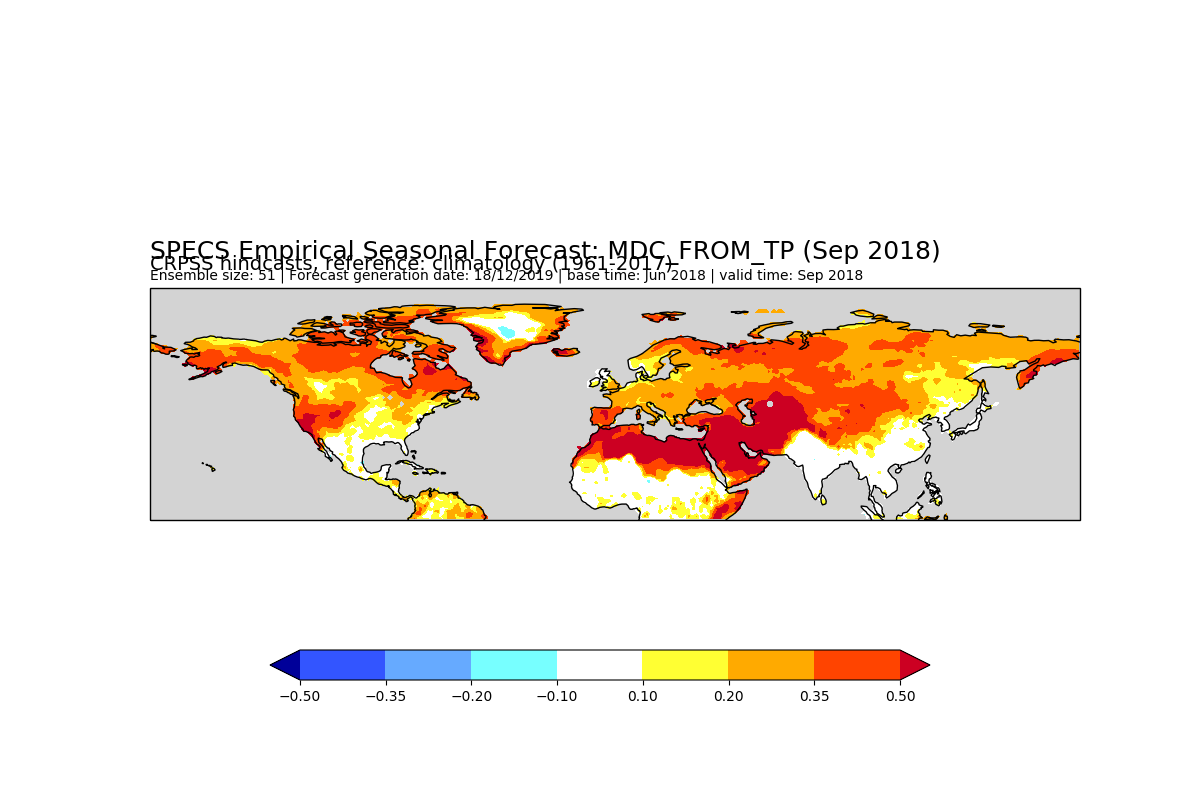 SPECS Empirical Seasonal Forecast: MDC_FROM_TP (Sep 2018)
CRPSS hindcasts, reference: climatology (1961-2017)
Ensemble size: 51 | Forecast generation date: 18/12/2019 | base time: Jun 2018 | valid time: Sep 2018
−0.50 −0.35 −0.20 −0.10 0.10 0.20 0.35 0.50